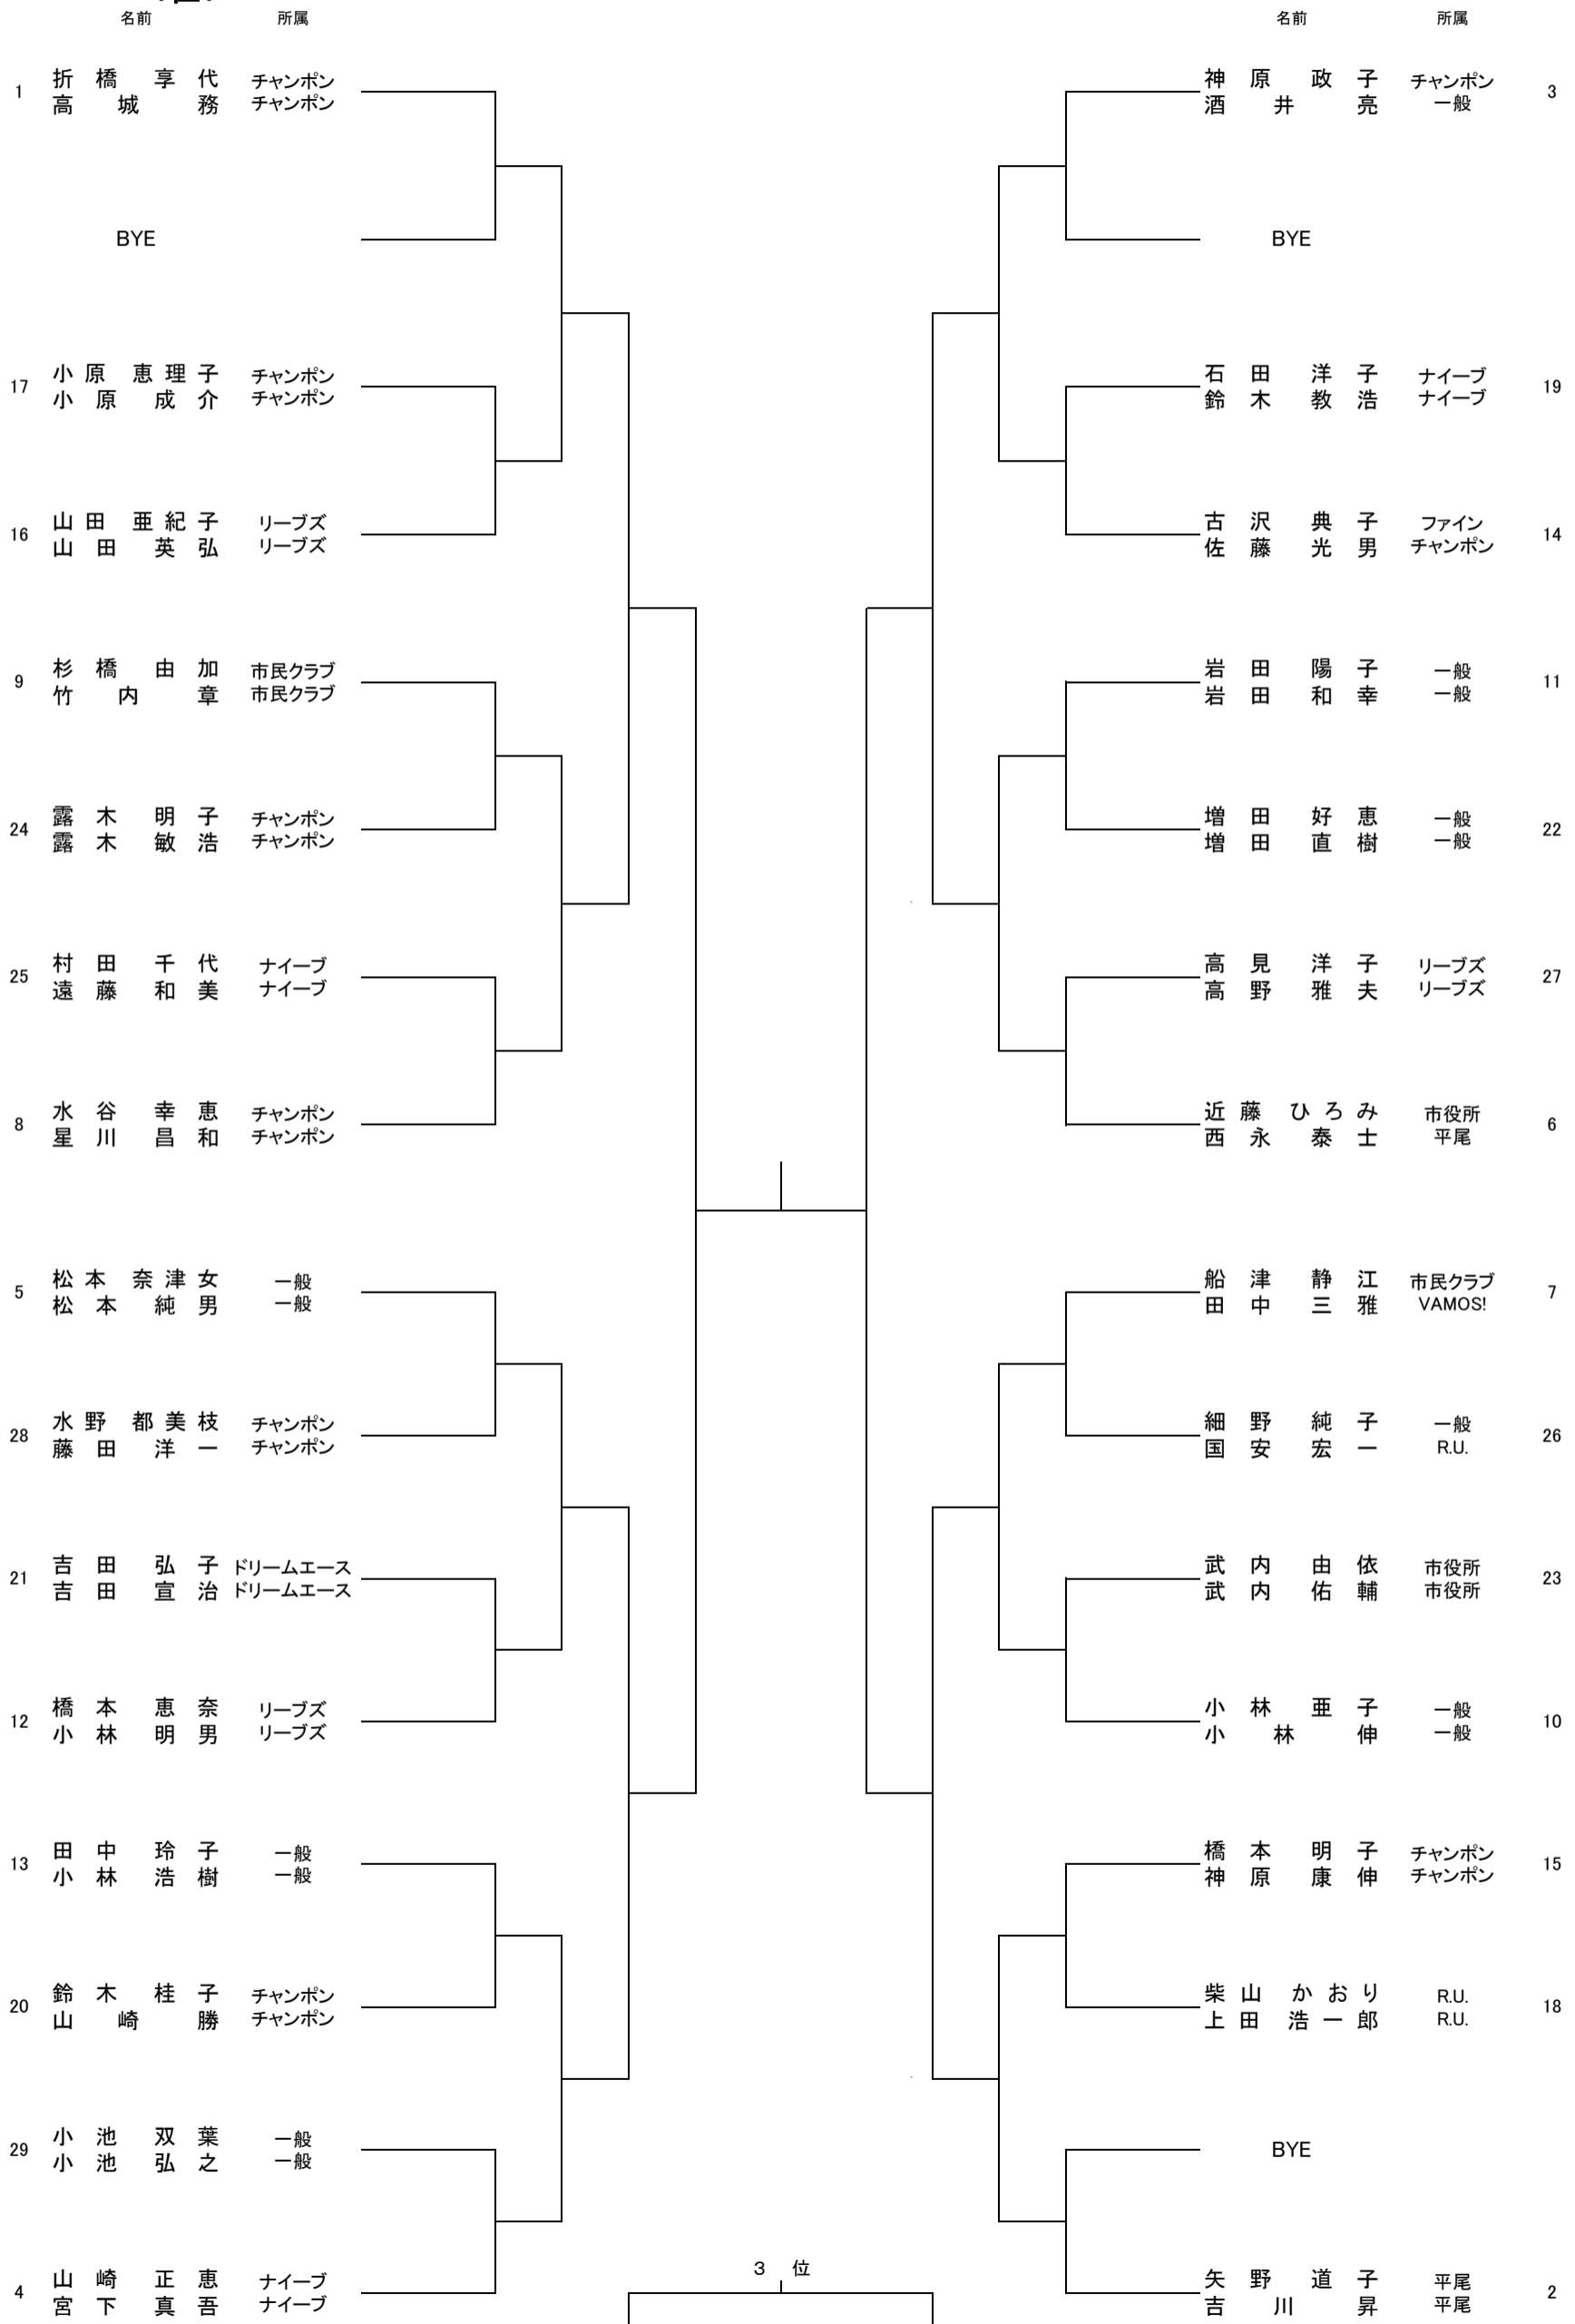 名前 所属
1 折橋 享代 チャンポン
高城 務 チャンポン
BYE
17 小原 恵理子 チャンポン
小原 成介 チャンポン
16 山田 亜紀子 リーブズ
山田 英弘 リーブズ
9 杉橋 由加 市民クラブ
竹内 章 市民クラブ
24 露木 明子 チャンポン
露木 敏浩 チャンポン
25 村田 千代 ナイーブ
遠藤 和美 ナイーブ
8 水谷 幸恵 チャンポン
星川 昌和 チャンポン
5 松本 奈津女 一般
松本 純男 一般
28 水野 都美枝 チャンポン
藤田 洋一 チャンポン
21 吉田 弘子 ドリームエース
吉田 宣治 ドリームエース
12 橋本 恵奈 リーブズ
小林 明男 リーブズ
13 田中 玲子 一般
小林 浩樹 一般
20 鈴木 桂子 チャンポン
山崎 勝 チャンポン
29 小池 双葉 一般
小池 弘之 一般
4 山崎 正恵 ナイーブ
宮下 真吾 ナイーブ
名前 所属
神原 政子 チャンポン 3
酒井 亮 一般
BYE
石田 洋子 ナイーブ 19
鈴木 教浩 ナイーブ
古沢 典子 ファイン 14
佐藤 光男 チャンポン
岩田 陽子 一般 11
岩田 和幸 一般
増田 好恵 一般 22
増田 直樹 一般
高見 洋子 リーブズ 27
高野 雅夫 リーブズ
近藤 ひろみ 市役所 6
西永 泰士 平尾
船津 静江 市民クラブ 7
田中 三雅 VAMOS!
細野 純子 一般 26
国安 宏一 R.U.
武内 由依 市役所 23
武内 佑輔 市役所
小林 亜子 一般 10
小林 伸 一般
橋本 明子 チャンポン 15
神原 康伸 チャンポン
柴山 かおり R.U. 18
上田 浩一郎 R.U.
BYE
矢野 道子 平尾 2
吉川 昇 平尾
3 位